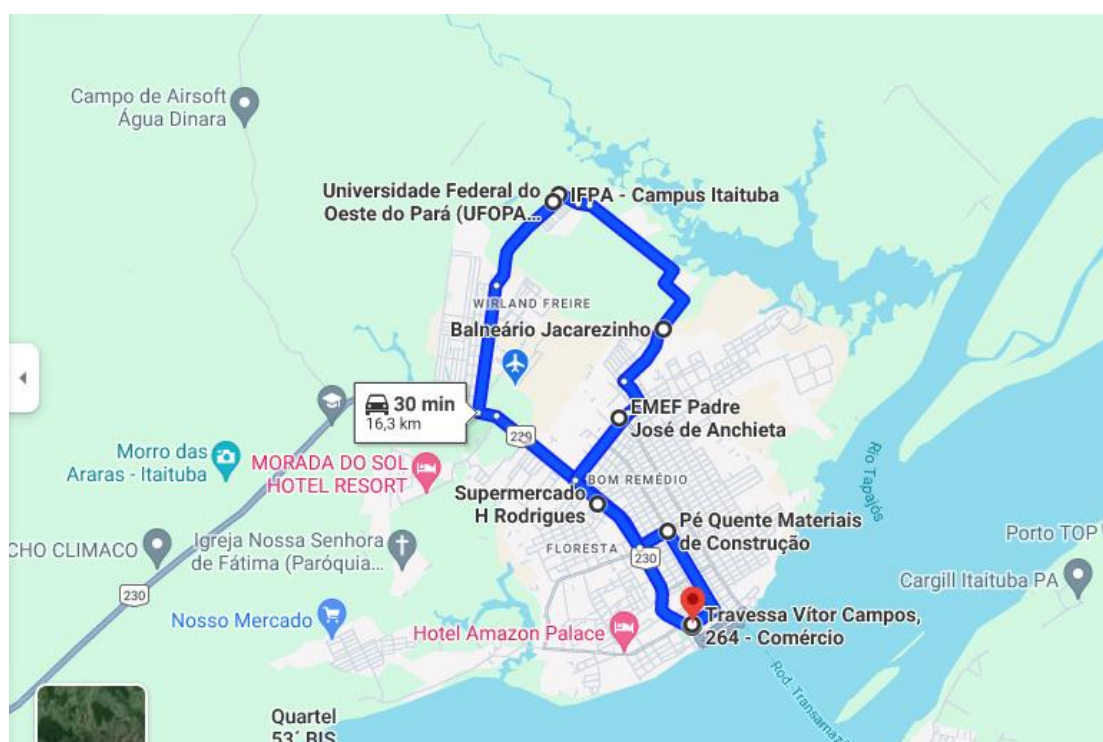 Campo de Airsoft
Água Dinara
Universidade Federal do
Oeste do Pará (UFOPA...
IFPA - Campus Itaituba
WIRLAND FREIRE
Balneário Jacarezinho
30 min
16,3 km
230
EMEF Padre
José de Anchieta
Morro das
Araras - Itaituba
MORADA DO SOL
HOTEL RESORT
BOM REMÉDIO
Supermercado
H Rodrigues
Rio Tapajós
Pé Quente Materiais
de Construção
Porto TOP
CHO CLIMACO
Igreja Nossa Senhora
de Fátima (Paróquia...
FLORESTA
230
Cargill Itaituba PA
230
Nosso Mercado
Hotel Amazon Palace
Travessa Vítor Campos,
264 - Comércio
Rod. Transamaz
Quartel
53° BIS